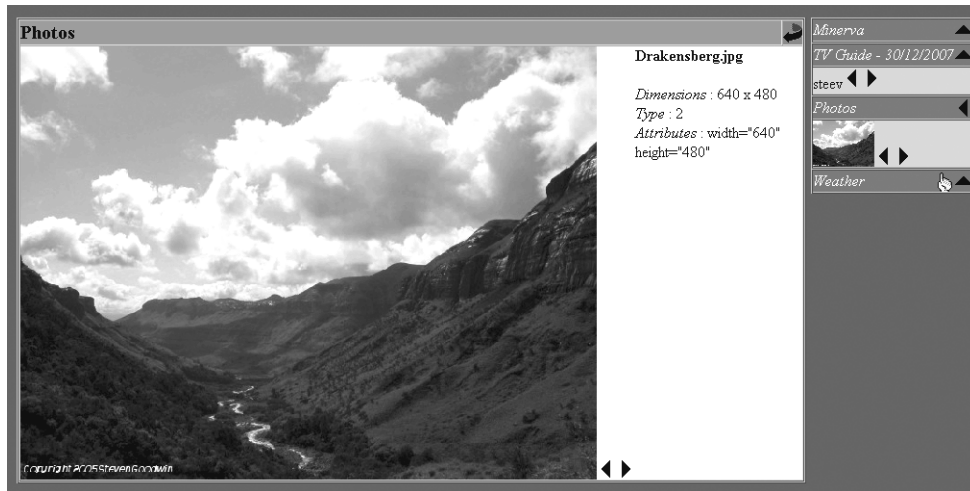 Photos
Drakensberg.jpg
Dimensions : 640 x 480
Type : 2
Attributes : width="640"
height="480"
Copyright 2005 Steven Goodwin
Minerva
TV Guide - 30/12/2007
steev
Photos
Weather